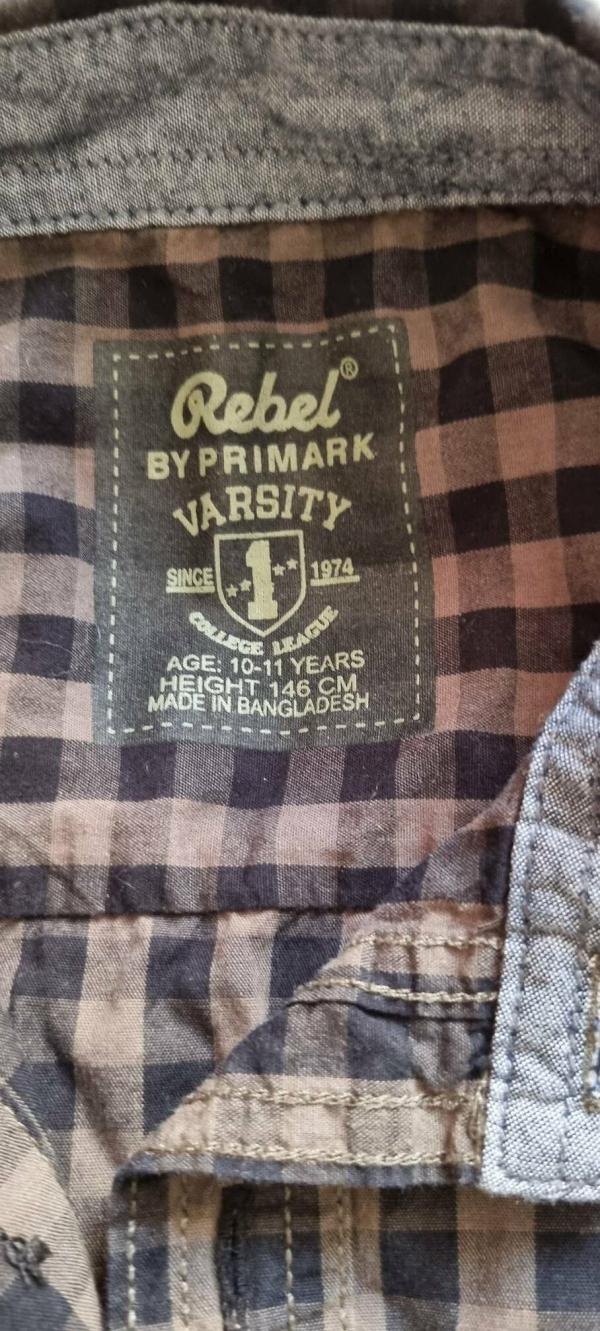 Rebel®
BY PRIMARK
VARSITY
SINCE 1 1974
COLLEGE LEAGUE
AGE: 10-11 YEARS
HEIGHT 146 CM
MADE IN BANGLADESH